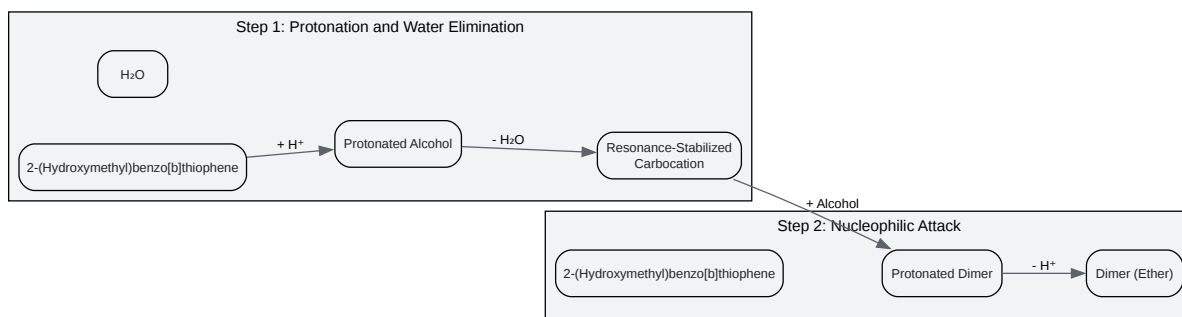 Step 1: Protonation and Water Elimination
H₂O
2-(Hydroxymethyl)benzo[b]thiophene
+ H⁺
Protonated Alcohol
- H₂O
Resonance-Stabilized
Carbocation
+ Alcohol
Step 2: Nucleophilic Attack
2-(Hydroxymethyl)benzo[b]thiophene
Protonated Dimer
- H⁺
Dimer (Ether)